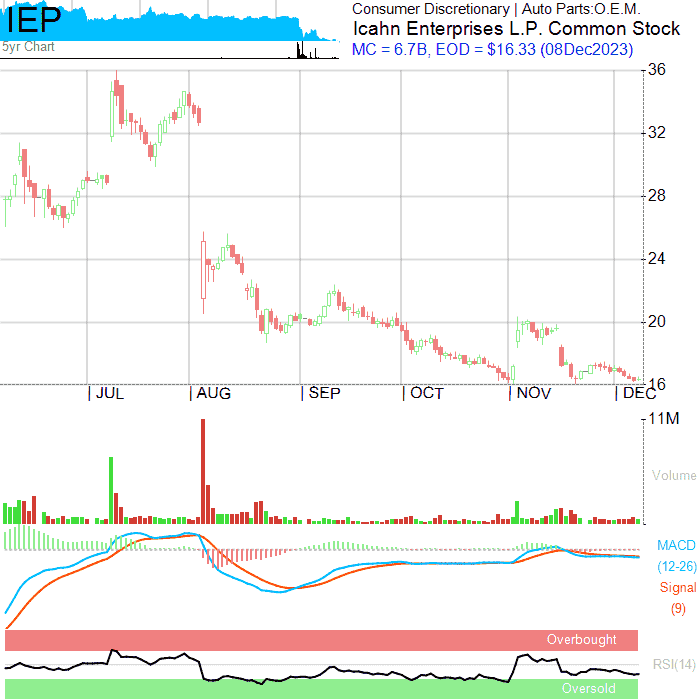 IEP
5yr Chart
Consumer Discretionary | Auto Parts:O.E.M.
Icahn Enterprises L.P. Common Stock
MC = 6.7B, EOD = $16.33 (08Dec2023)
36
32
28
24
20
16
JUL AUG SEP OCT NOV DEC
11M
Volume
MACD
(12-26)
Signal
(9)
Overbought
RSI(14)
Oversold